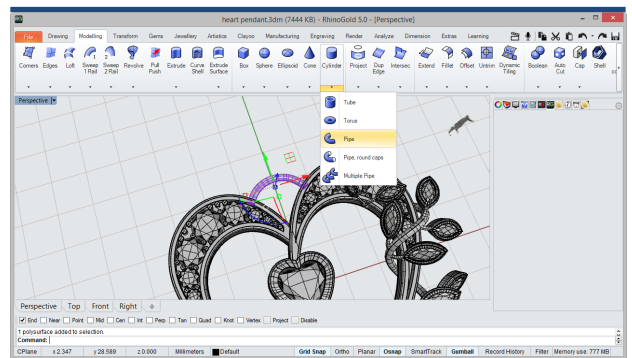 heart pendant.3dm (7444 KB) - RhinoGold 5.0 - [Perspective]
File Drawing Modelling Transform Gems Jewellery Artistics Clayoo Manufacturing Engraving Render Analyze Dimension Extras Learning
Corners Edges Loft Sweep 1 Rail Sweep 2 Rail Revolve Pull Push Extrude Curve Shell Extrude Surface Box Sphere Ellipsoid Cone Cylinder Project Dup Edge Intersec Extend Fillet Offset Untrim Dynamic Tiling Boolean Auto Cut Cap Shell
Perspective
Tube
Torus
Pipe
Pipe, round caps
Multiple Pipe
Perspective Top Front Right
End Near Point Mid Cen Int Perp Tan Quad Knot Vertex Project Disable
1 polysurface added to selection.
Command:
CPlane x 2.347 y 28.589 z 0.000 Millimeters Default Grid Snap Ortho Planar Osnap SmartTrack Gumball Record History Filter Memory use: 777 MB